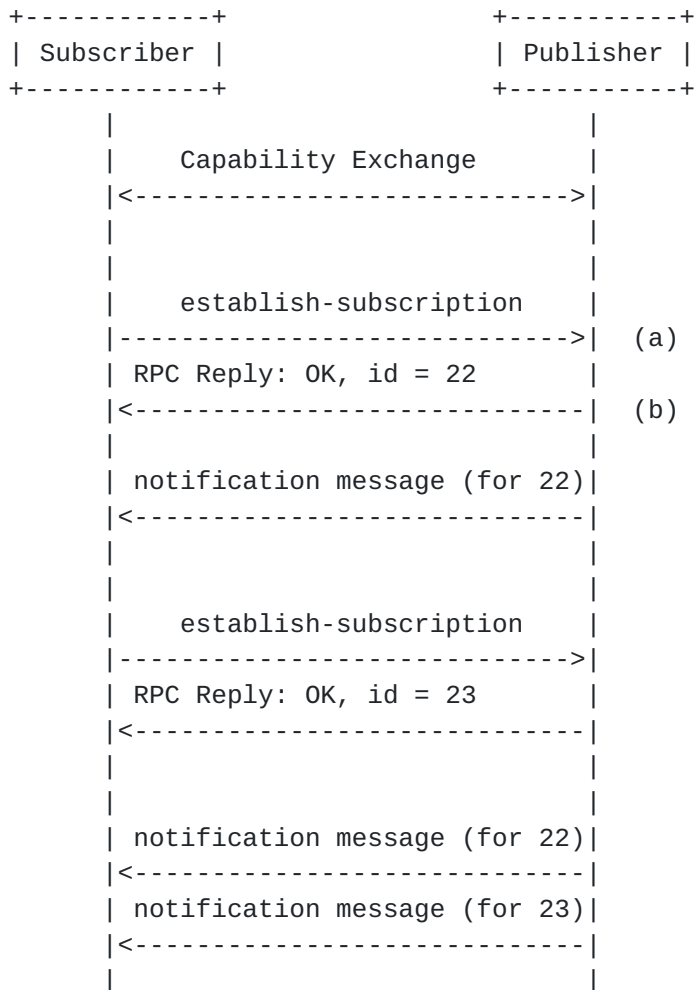 +------------+                 +-----------+
| Subscriber |                 | Publisher |
+------------+                 +-----------+
      |                              |
      |    Capability Exchange       |
      |<---------------------------->|
      |                              |
      |                              |
      |    establish-subscription    |
      |----------------------------->|  (a)
      | RPC Reply: OK, id = 22       |
      |<-----------------------------|  (b)
      |                              |
      | notification message (for 22)|
      |<-----------------------------|
      |                              |
      |                              |
      |    establish-subscription    |
      |----------------------------->|
      | RPC Reply: OK, id = 23       |
      |<-----------------------------|
      |                              |
      |                              |
      | notification message (for 22)|
      |<-----------------------------|
      | notification message (for 23)|
      |<-----------------------------|
      |                              |